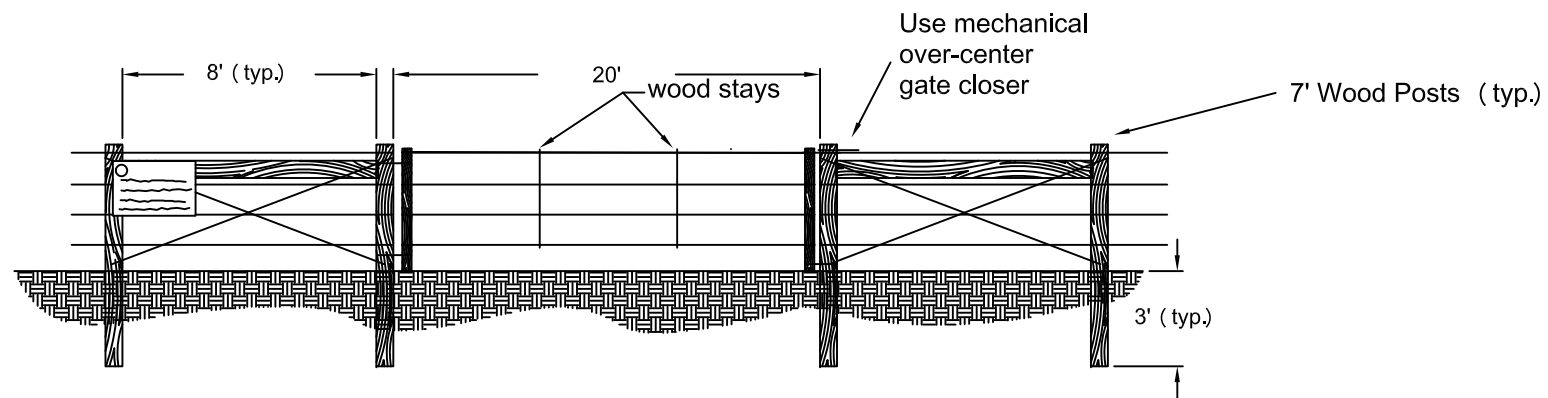 Use mechanical
over-center
gate closer
8' (typ.)
20'
wood stays
7' Wood Posts (typ.)
3' (typ.)